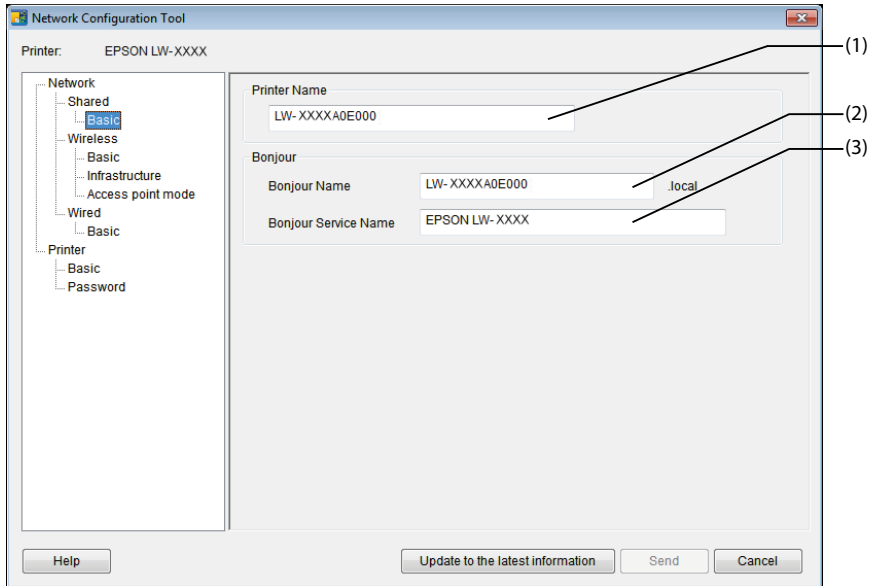 Network Configuration Tool
Printer: EPSON LW-XXXX
Network
Shared
Basic
Wireless
Basic
Infrastructure
Access point mode
Wired
Basic
Printer
Basic
Password
Printer Name
LW- XXXXA0E000
(1)
Bonjour
Bonjour Name LW- XXXXA0E000 .local
(2)
Bonjour Service Name EPSON LW- XXXX
(3)
Help Update to the latest information Send Cancel